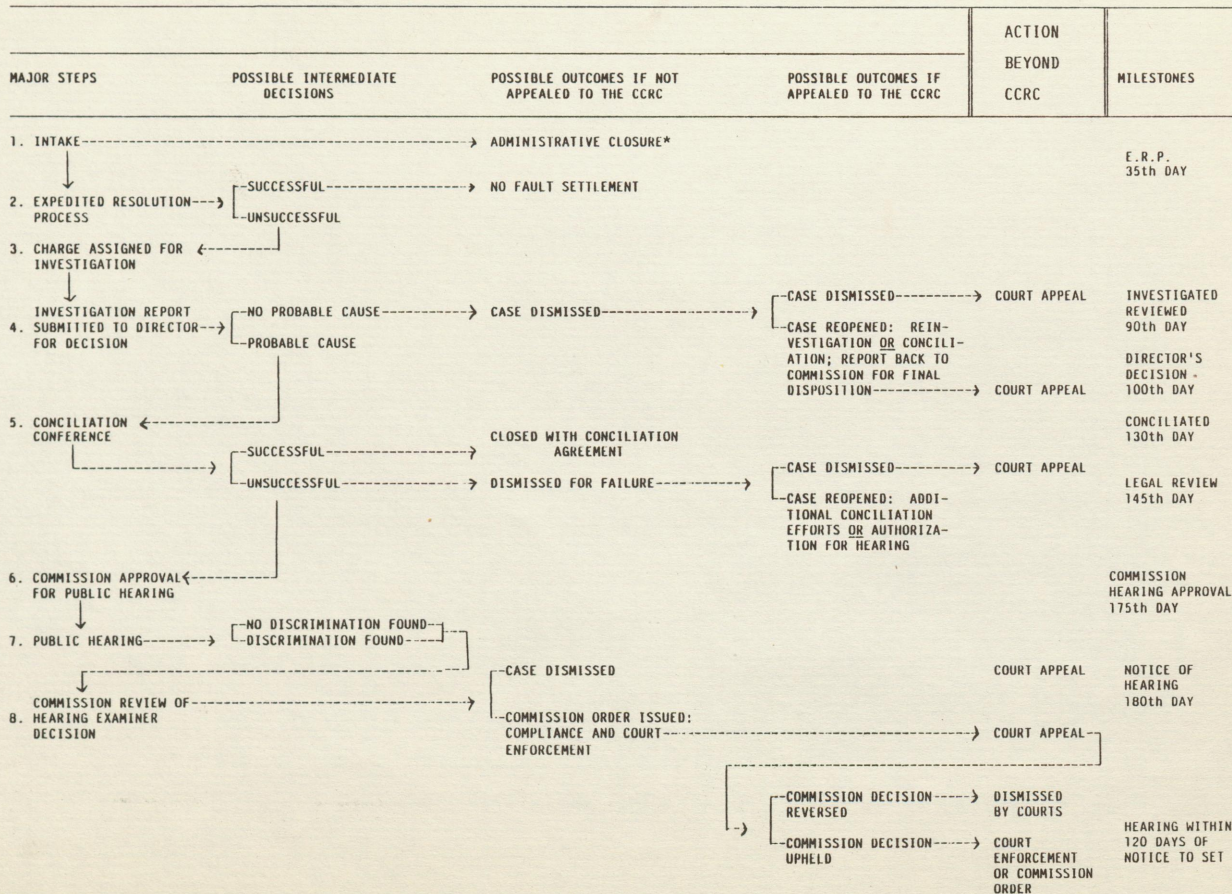 ACTION
BEYOND
CCRC
MAJOR STEPS
POSSIBLE INTERMEDIATE
DECISIONS
POSSIBLE OUTCOMES IF NOT
APPEALED TO THE CCRC
POSSIBLE OUTCOMES IF
APPEALED TO THE CCRC
MILESTONES
1. INTAKE
ADMINISTRATIVE CLOSURE*
E.R.P.
35th DAY
2. EXPEDITED RESOLUTION
PROCESS
SUCCESSFUL
NO FAULT SETTLEMENT
UNSUCCESSFUL
3. CHARGE ASSIGNED FOR
INVESTIGATION
INVESTIGATION REPORT
4. SUBMITTED TO DIRECTOR
FOR DECISION
NO PROBABLE CAUSE
CASE DISMISSED
PROBABLE CAUSE
CASE DISMISSED
COURT APPEAL
CASE REOPENED: REIN-
VESTIGATION OR CONCILI-
ATION; REPORT BACK TO
COMMISSION FOR FINAL
DISPOSITION
COURT APPEAL
INVESTIGATED
REVIEWED
90th DAY
DIRECTOR'S
DECISION -
100th DAY
5. CONCILIATION
CONFERENCE
CONCILIATED
130th DAY
SUCCESSFUL
CLOSED WITH CONCILIATION
AGREEMENT
UNSUCCESSFUL
DISMISSED FOR FAILURE
CASE DISMISSED
COURT APPEAL
CASE REOPENED: ADDI-
TIONAL CONCILIATION
EFFORTS OR AUTHORIZA-
TION FOR HEARING
LEGAL REVIEW
145th DAY
6. COMMISSION APPROVAL
FOR PUBLIC HEARING
COMMISSION
HEARING APPROVAL
175th DAY
7. PUBLIC HEARING
NO DISCRIMINATION FOUND
DISCRIMINATION FOUND
COMMISSION REVIEW OF
8. HEARING EXAMINER
DECISION
CASE DISMISSED
COURT APPEAL
NOTICE OF
HEARING
180th DAY
COMMISSION ORDER ISSUED:
COMPLIANCE AND COURT
ENFORCEMENT
COURT APPEAL
COMMISSION DECISION
REVERSED
DISMISSED
BY COURTS
COMMISSION DECISION
UPHELD
COURT
ENFORCEMENT
OR COMMISSION
ORDER
HEARING WITHIN
120 DAYS OF
NOTICE TO SET